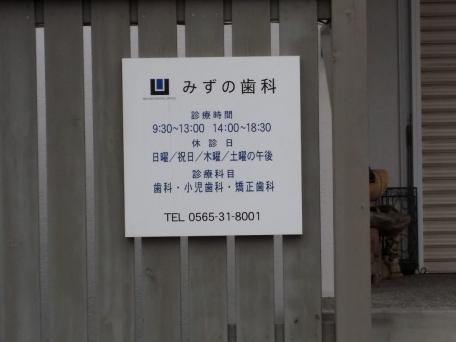 みずの歯科
診療時間
9:30~13:00 14:00~18:30
休診日
日曜／祝日／木曜／土曜の午後
診療科目
歯科・小児歯科・矯正歯科
TEL 0565-31-8001